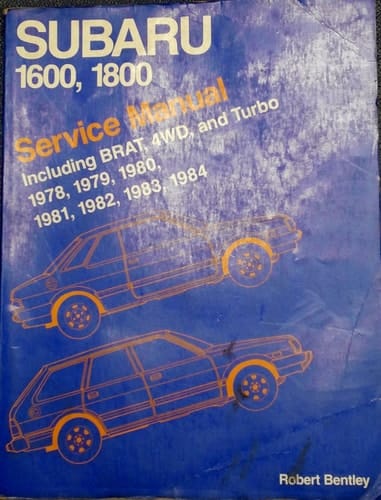 SUBARU
1600, 1800
Service Manual
Including BRAT, 4WD, and Turbo
1978, 1979, 1980,
1981, 1982, 1983, 1984
Robert Bentley